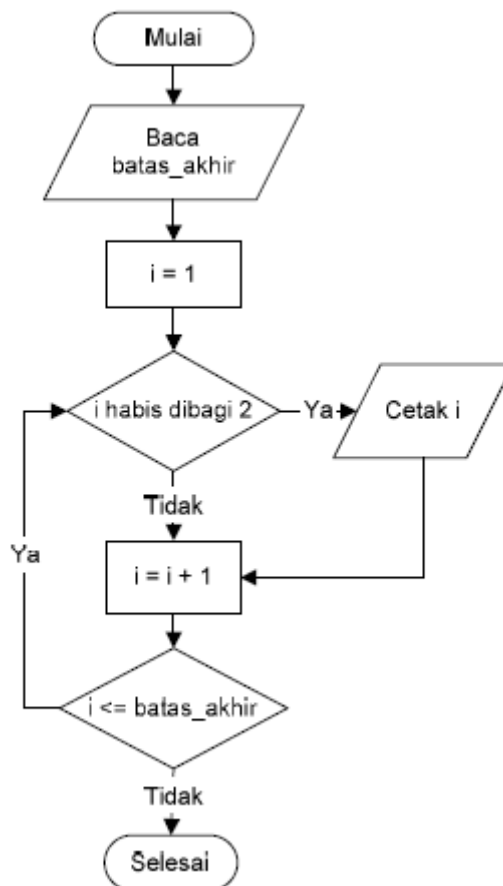 Mulai
Baca
batas_akhir
i = 1
i habis dibagi 2
Ya
Cetak i
Tidak
Ya
i = i + 1
i <= batas_akhir
Tidak
Selesai